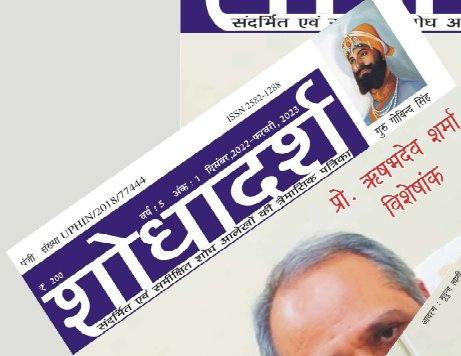 संदर्भित एवं
शोध
पंजी. संख्या UPHIN/2018/77444
ISSN 2582-1288
₹ 200
वर्ष : 5 अंक : 1 दिसंबर,2022-फरवरी, 2023
शोधादर्श
संदर्भित एवं समीक्षित शोध आलेखों की त्रैमासिक पत्रिका
गुरु गोबिन्द सिंह
प्रो. ऋषभदेव शर्मा
विशेषांक
आवरण :